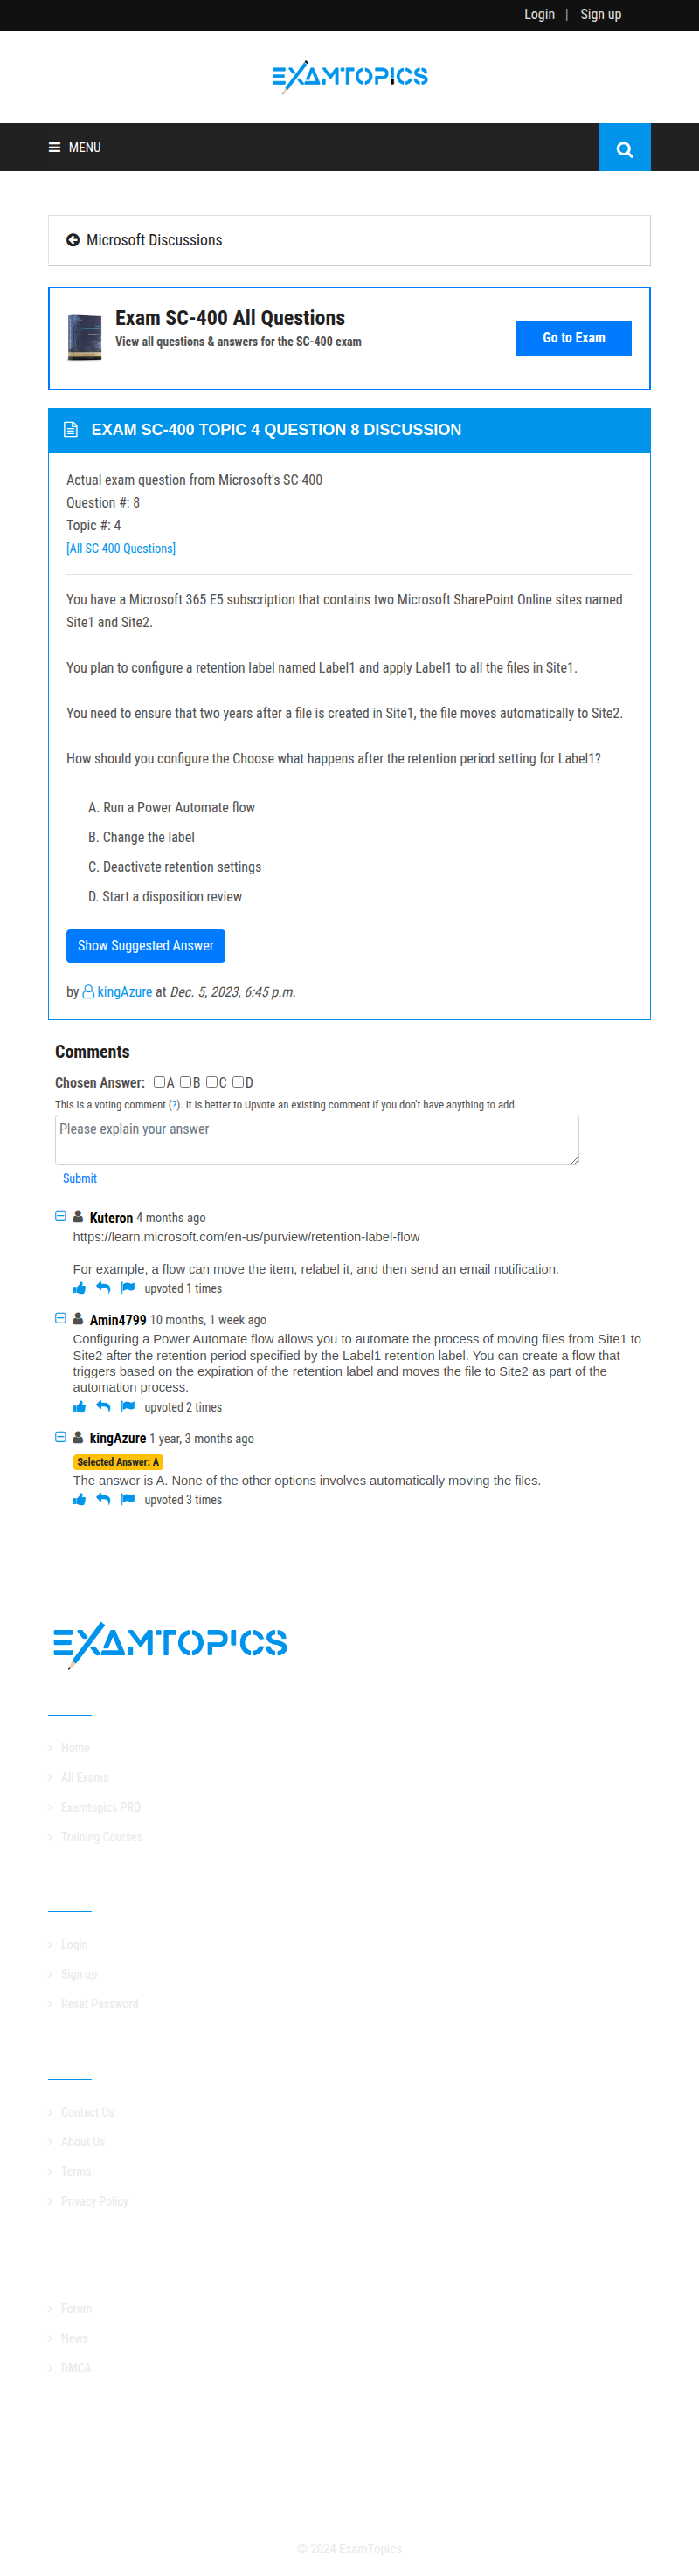 Login | Sign up
EXAMTOPICS
MENU
Microsoft Discussions
Exam SC-400 All Questions
View all questions & answers for the SC-400 exam
Go to Exam
EXAM SC-400 TOPIC 4 QUESTION 8 DISCUSSION
Actual exam question from Microsoft's SC-400
Question #: 8
Topic #: 4
[All SC-400 Questions]
You have a Microsoft 365 E5 subscription that contains two Microsoft SharePoint Online sites named
Site1 and Site2.
You plan to configure a retention label named Label1 and apply Label1 to all the files in Site1.
You need to ensure that two years after a file is created in Site1, the file moves automatically to Site2.
How should you configure the Choose what happens after the retention period setting for Label1?
A. Run a Power Automate flow
B. Change the label
C. Deactivate retention settings
D. Start a disposition review
Show Suggested Answer
by kingAzure at Dec. 5, 2023, 6:45 p.m.
Comments
Chosen Answer: A B C D
This is a voting comment (?). It is better to Upvote an existing comment if you don't have anything to add.
Please explain your answer
Submit
Kuteron 4 months ago
https://learn.microsoft.com/en-us/purview/retention-label-flow
For example, a flow can move the item, relabel it, and then send an email notification.
upvoted 1 times
Amin4799 10 months, 1 week ago
Configuring a Power Automate flow allows you to automate the process of moving files from Site1 to
Site2 after the retention period specified by the Label1 retention label. You can create a flow that
triggers based on the expiration of the retention label and moves the file to Site2 as part of the
automation process.
upvoted 2 times
kingAzure 1 year, 3 months ago
Selected Answer: A
The answer is A. None of the other options involves automatically moving the files.
upvoted 3 times
EXAMTOPICS
Home
All Exams
Examtopics PRO
Training Courses
Login
Sign up
Reset Password
Contact Us
About Us
Terms
Privacy Policy
Forum
News
DMCA
© 2024 ExamTopics